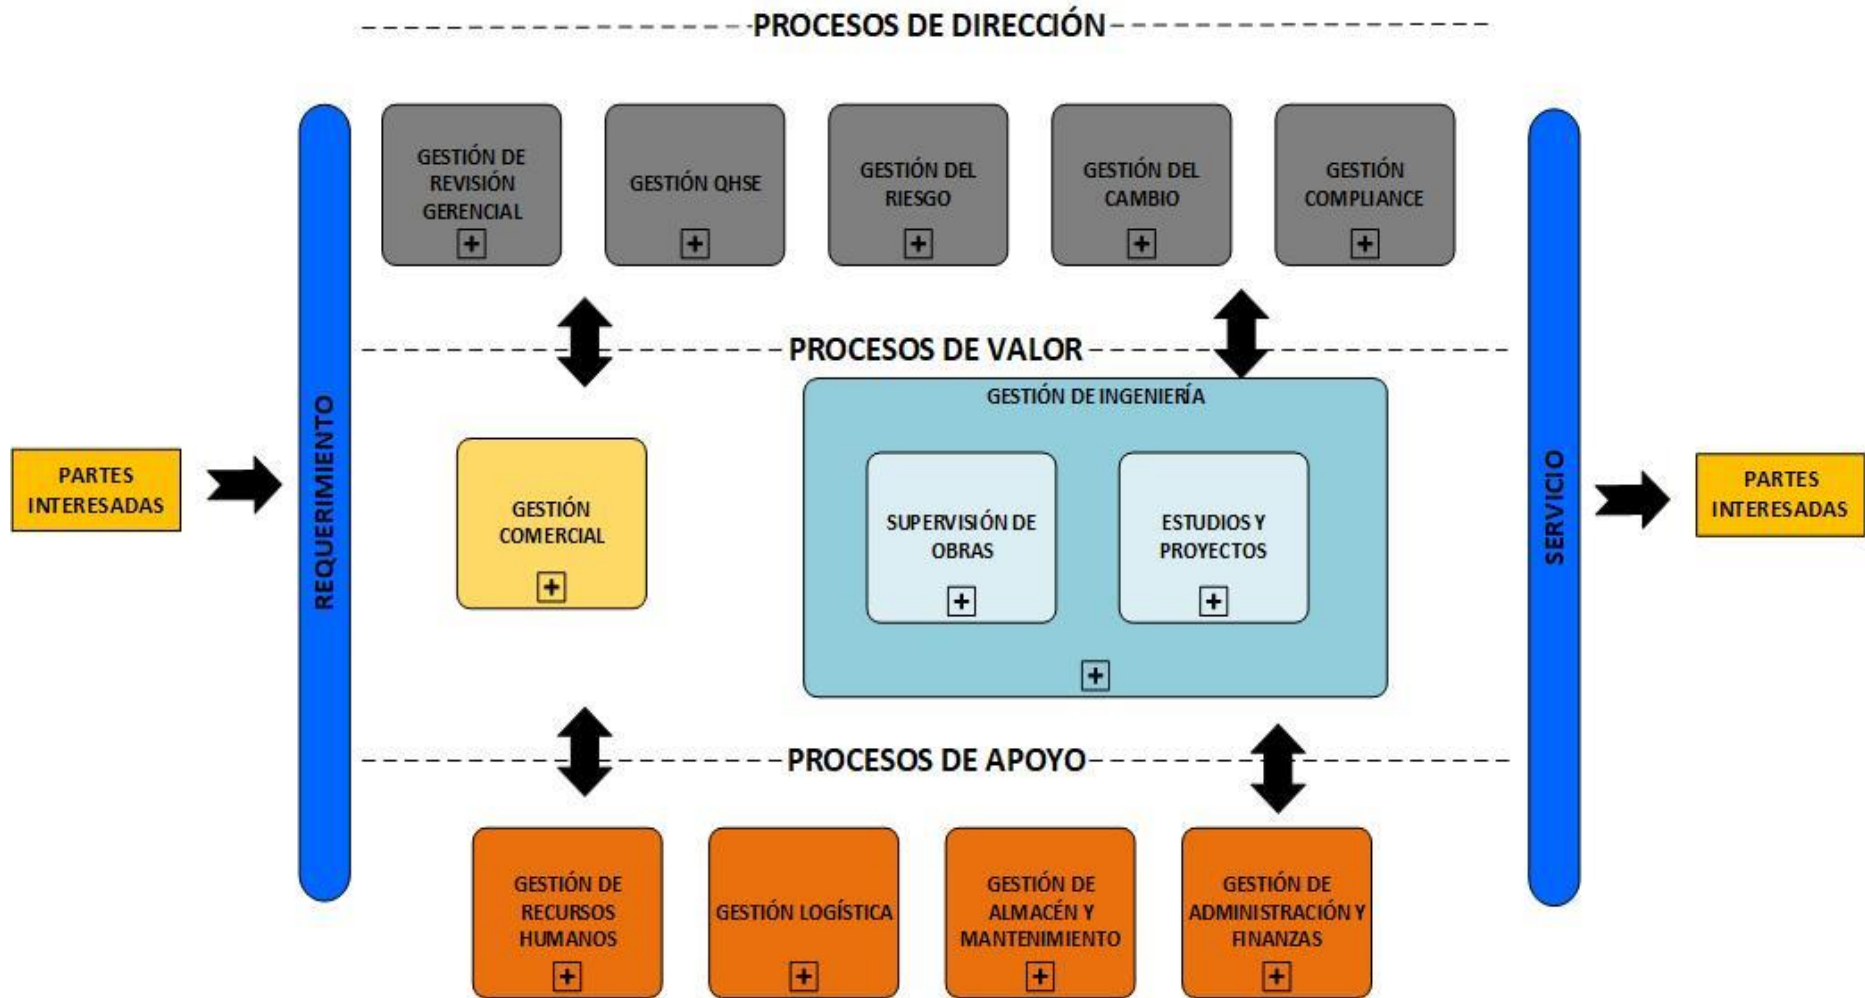 PROCESOS DE DIRECCIÓN
GESTIÓN DE
REVISIÓN
GERENCIAL
GESTIÓN QHSE
GESTIÓN DEL
RIESGO
GESTIÓN DEL
CAMBIO
GESTIÓN
COMPLIANCE
PROCESOS DE VALOR
PARTES
INTERESADAS
REQUERIMIENTO
GESTIÓN
COMERCIAL
GESTIÓN DE INGENIERÍA
SUPERVISIÓN DE
OBRAS
ESTUDIOS Y
PROYECTOS
SERVICIO
PARTES
INTERESADAS
PROCESOS DE APOYO
GESTIÓN DE
RECURSOS
HUMANOS
GESTIÓN LOGÍSTICA
GESTIÓN DE
ALMACÉN Y
MANTENIMIENTO
GESTIÓN DE
ADMINISTRACIÓN Y
FINANZAS